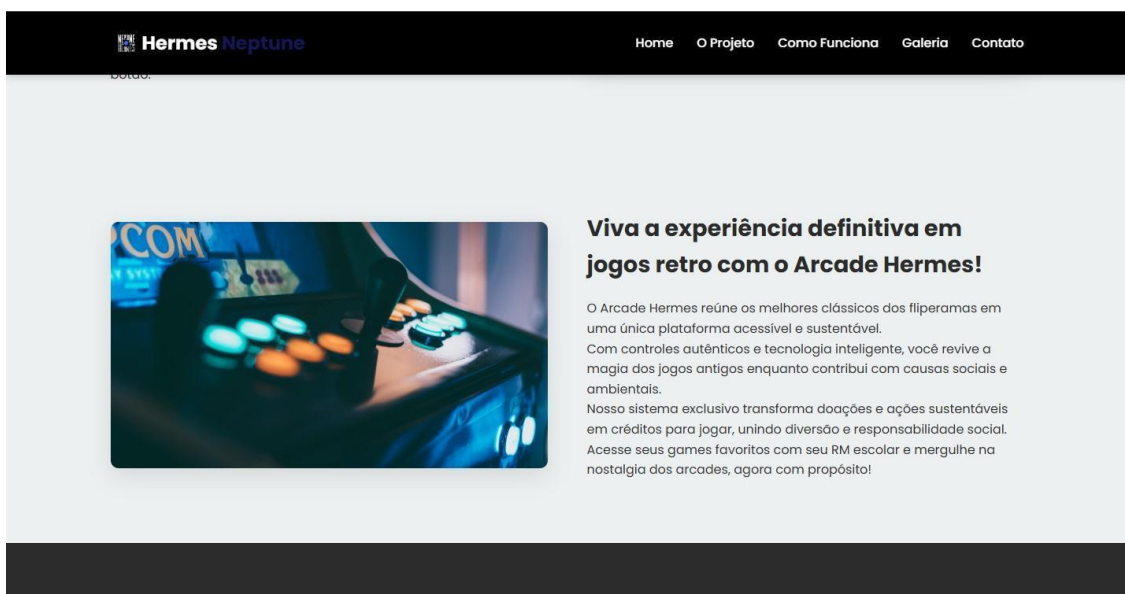 Hermes Neptune
Home O Projeto Como Funciona Galeria Contato
botão.
PCOM
AY SYST
Viva a experiência definitiva em
jogos retro com o Arcade Hermes!
O Arcade Hermes reúne os melhores clássicos dos fliperamas em
uma única plataforma acessível e sustentável.
Com controles autênticos e tecnologia inteligente, você revive a
magia dos jogos antigos enquanto contribui com causas sociais e
ambientais.
Nosso sistema exclusivo transforma doações e ações sustentáveis
em créditos para jogar, unindo diversão e responsabilidade social.
Acesse seus games favoritos com seu RM escolar e mergulhe na
nostalgia dos arcades, agora com propósito!